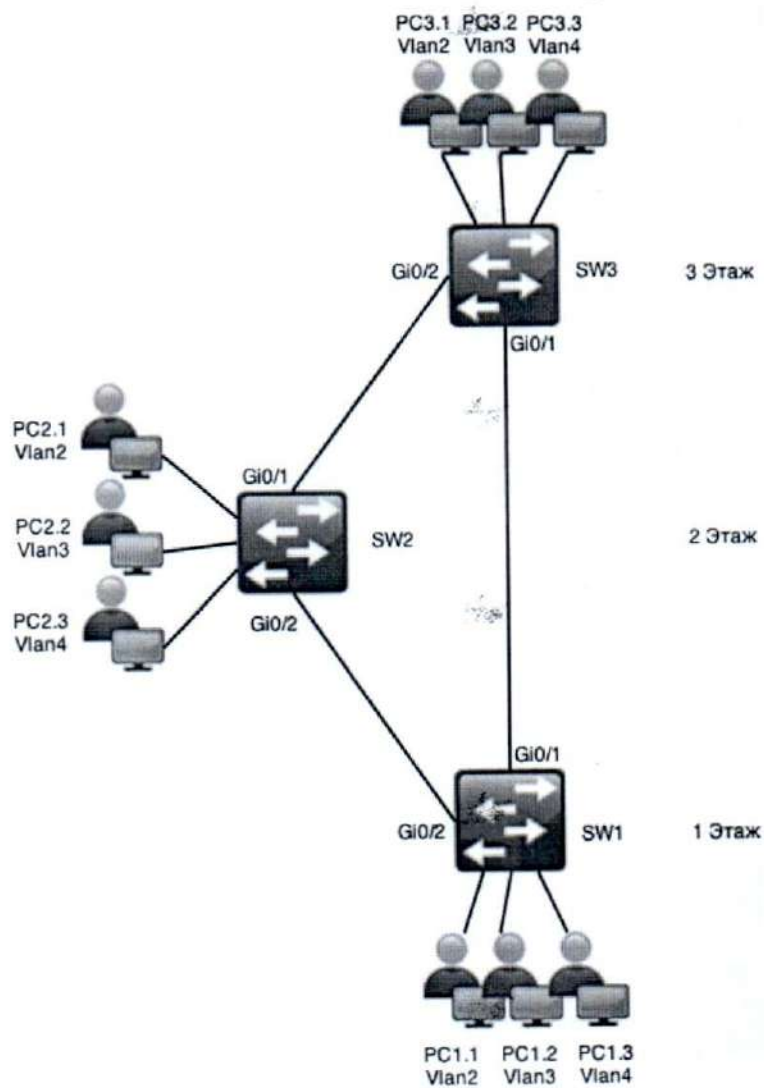 PC3.1 PC3.2 PC3.3
Vlan2 Vlan3 Vlan4
Gi0/2
SW3
3 Этаж
Gi0/1
PC2.1
Vlan2
Gi0/1
PC2.2
Vlan3
SW2
2 Этаж
PC2.3
Vlan4
Gi0/2
Gi0/1
Gi0/2
SW1
1 Этаж
PC1.1 PC1.2 PC1.3
Vlan2 Vlan3 Vlan4